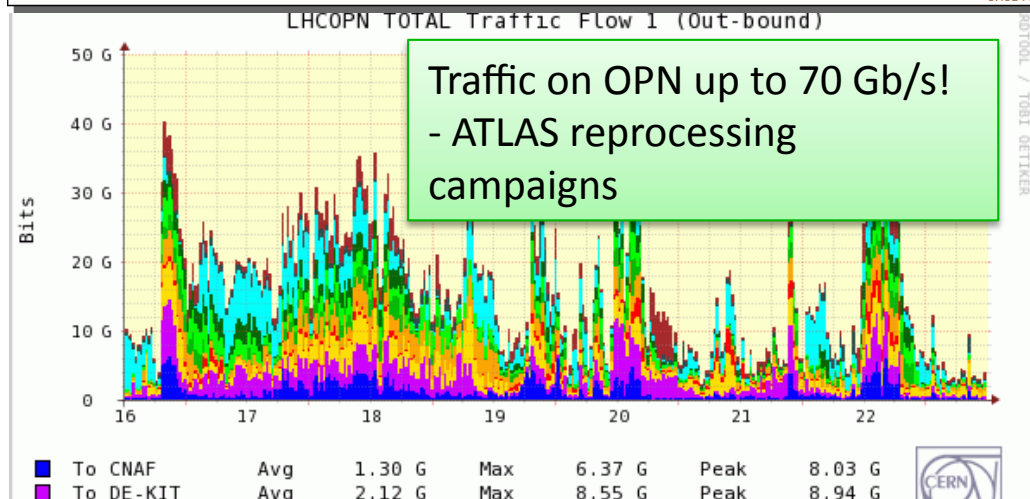 LHCOPN TOTAL Traffic Flow 1 (Out-bound)
Traffic on OPN up to 70 Gb/s!
- ATLAS reprocessing
campaigns
50 G
40 G
30 G
20 G
10 G
0
Bits
16 17 18 19 20 21 22
To CNAF Avg 1.30 G Max 6.37 G Peak 8.03 G
To DE-KIT Avg 2.12 G Max 8.55 G Peak 8.94 G
CERN
/ TOBI OETIKER